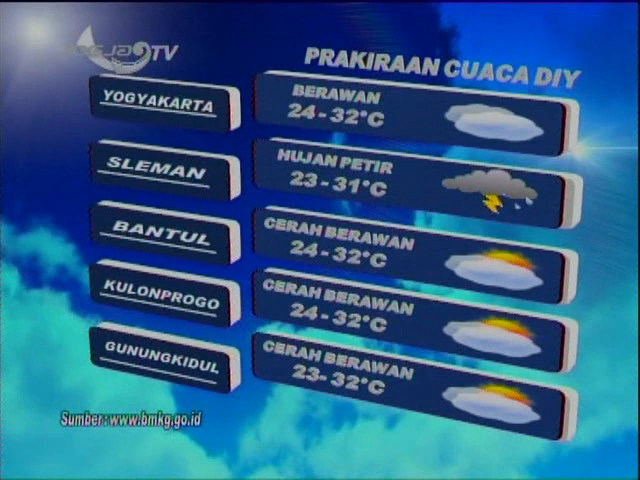 TV
PRAKIRAAN CUACA DIY
YOGYAKARTA
BERAWAN
24 - 32°C
SLEMAN
HUJAN PETIR
23 - 31°C
BANTUL
CERAH BERAWAN
24 - 32°C
KULONPROGO
CERAH BERAWAN
24 - 32°C
GUNUNGKIDUL
CERAH BERAWAN
23- 32°C
Sumber: www.bmkg.go.id